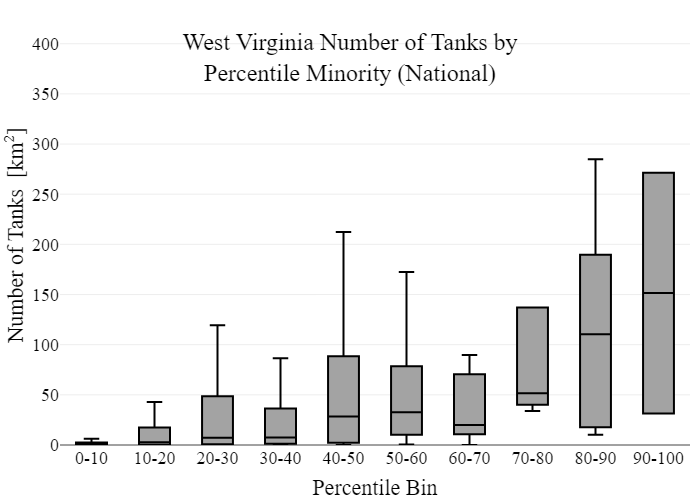 West Virginia Number of Tanks by
Percentile Minority (National)
Number of Tanks [km²]
400
350
300
250
200
150
100
50
0
0-10 10-20 20-30 30-40 40-50 50-60 60-70 70-80 80-90 90-100
Percentile Bin